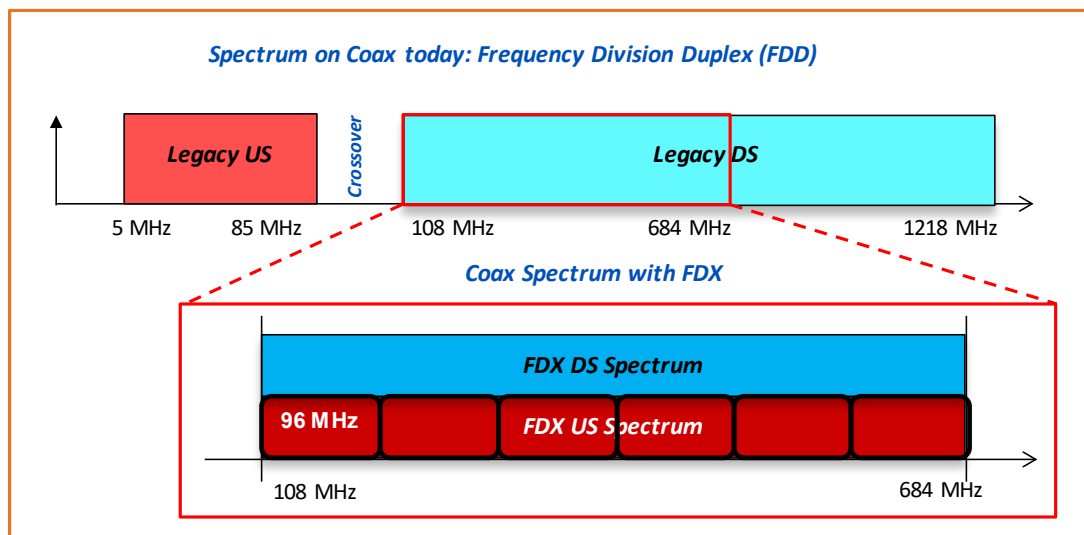 Spectrum on Coax today: Frequency Division Duplex (FDD)
Legacy US
Crossover
Legacy DS
5 MHz
85 MHz
108 MHz
684 MHz
1218 MHz
Coax Spectrum with FDX
FDX DS Spectrum
96 MHz
FDX US Spectrum
108 MHz
684 MHz